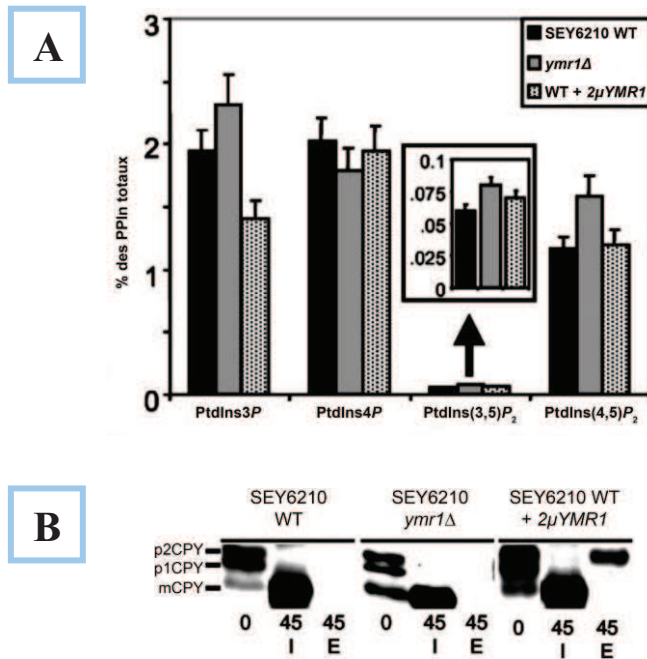 A
3
2
1
0
% des PPIn totaux
SEY6210 WT
ymr1Δ
WT + 2µYMR1
0.1
.075
.05
.025
0
PtdIns3P
PtdIns4P
PtdIns(3,5)P₂
PtdIns(4,5)P₂
B
SEY6210
WT
SEY6210
ymr1Δ
SEY6210 WT
+ 2µYMR1
p2CPY
p1CPY
mCPY
0 45 45 0 45 45 0 45 45
I E I E I E